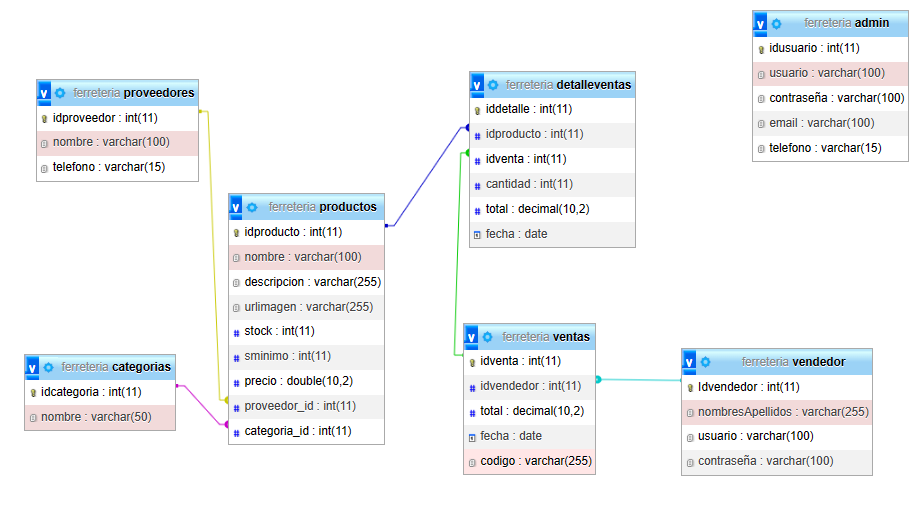 ferreteria proveedores
idproveedor : int(11)
nombre : varchar(100)
telefono : varchar(15)
ferreteria categorias
idcategoria : int(11)
nombre : varchar(50)
ferreteria productos
idproducto : int(11)
nombre : varchar(100)
descripcion : varchar(255)
urlimagen : varchar(255)
stock : int(11)
sminimo : int(11)
precio : double(10,2)
proveedor_id : int(11)
categoria_id : int(11)
ferreteria detalleventas
iddetalle : int(11)
idproducto : int(11)
idventa : int(11)
cantidad : int(11)
total : decimal(10,2)
fecha : date
ferreteria ventas
idventa : int(11)
idvendedor : int(11)
total : decimal(10,2)
fecha : date
codigo : varchar(255)
ferreteria admin
idusuario : int(11)
usuario : varchar(100)
contraseña : varchar(100)
email : varchar(100)
telefono : varchar(15)
ferreteria vendedor
Idvendedor : int(11)
nombresApellidos : varchar(255)
usuario : varchar(100)
contraseña : varchar(100)